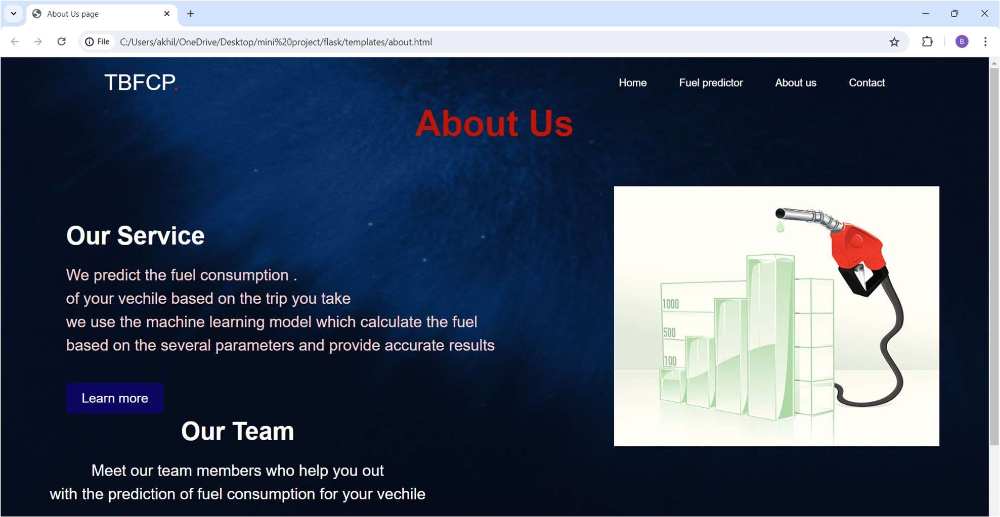 About Us page
File C:/Users/akhil/OneDrive/Desktop/mini%20project/flask/templates/about.html
B
TBFCP.
Home Fuel predictor About us Contact
About Us
Our Service
We predict the fuel consumption .
of your vechile based on the trip you take
we use the machine learning model which calculate the fuel
based on the several parameters and provide accurate results
Learn more
1000
500
100
Our Team
Meet our team members who help you out
with the prediction of fuel consumption for your vechile